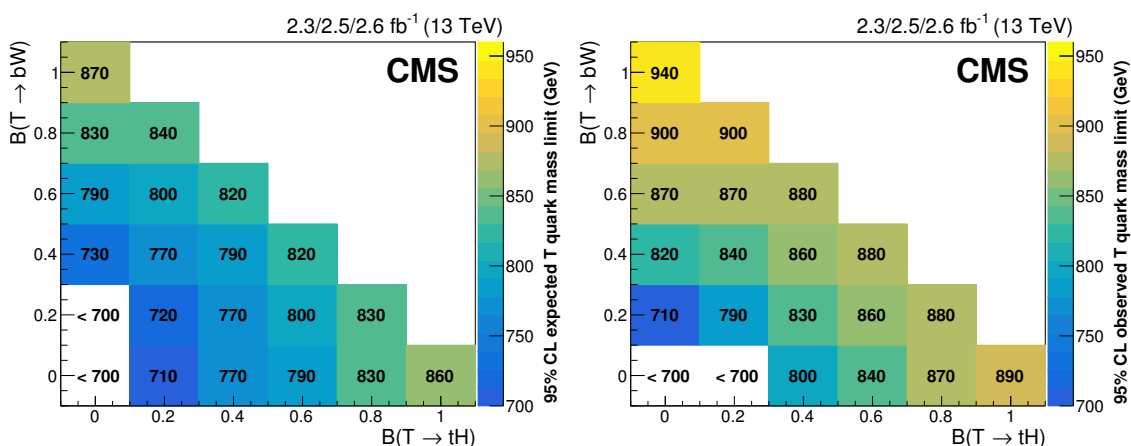 2.3/2.5/2.6 fb⁻¹ (13 TeV)
CMS
B(T → bW)
1
0.8
0.6
0.4
0.2
0
870
830 840
790 800 820
730 770 790 820
< 700 720 770 800 830
< 700 710 770 790 830 860
0 0.2 0.4 0.6 0.8 1
B(T → tH)
950
900
850
800
750
700
95% CL expected T quark mass limit (GeV)
2.3/2.5/2.6 fb⁻¹ (13 TeV)
CMS
B(T → bW)
1
0.8
0.6
0.4
0.2
0
940
900 900
870 870 880
820 840 860 880
710 790 830 860 880
< 700 < 700 800 840 870 890
0 0.2 0.4 0.6 0.8 1
B(T → tH)
950
900
850
800
750
700
95% CL observed T quark mass limit (GeV)